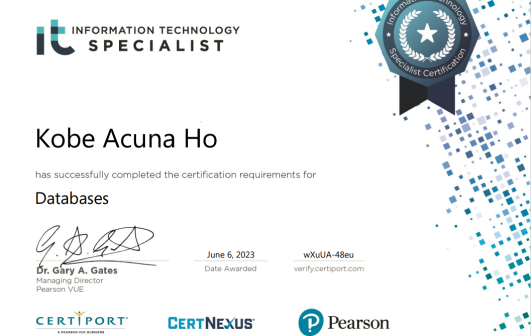 it INFORMATION TECHNOLOGY
SPECIALIST
Information Technology
Specialist Certification
Kobe Acuna Ho
has successfully completed the certification requirements for
Databases
Dr. Gary A. Gates
Managing Director
Pearson VUE
June 6, 2023
Date Awarded
wXuUA-48eu
verify.certiport.com
CERTIPORT
A PEARSON VUE BUSINESS
CERTNEXUS
P Pearson